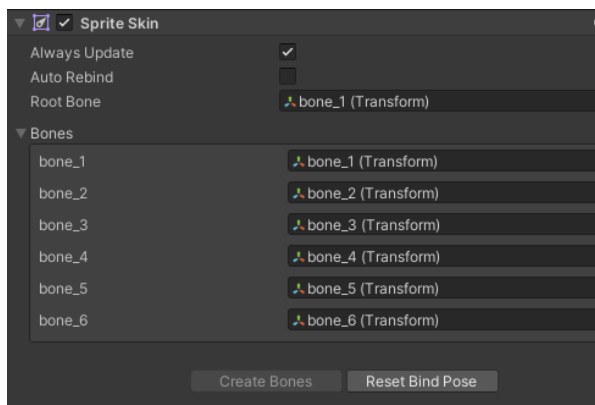 Sprite Skin
Always Update
Auto Rebind
Root Bone bone_1 (Transform)
Bones
bone_1 bone_1 (Transform)
bone_2 bone_2 (Transform)
bone_3 bone_3 (Transform)
bone_4 bone_4 (Transform)
bone_5 bone_5 (Transform)
bone_6 bone_6 (Transform)
Create Bones Reset Bind Pose